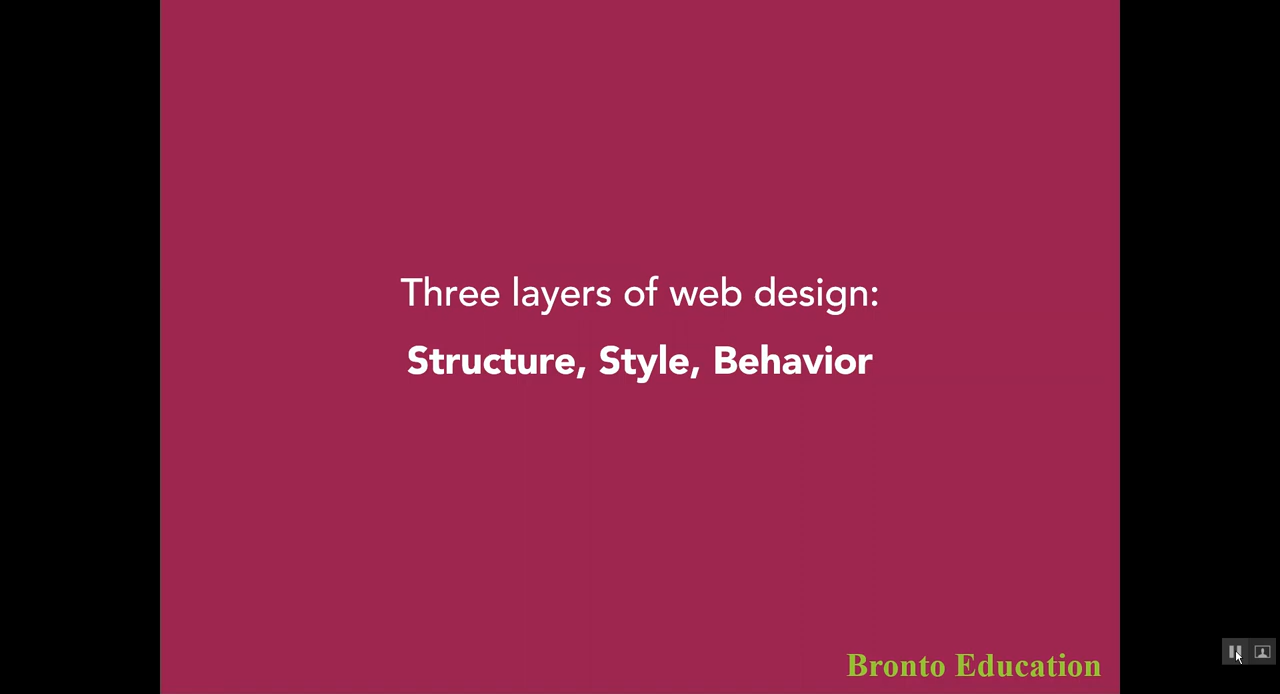 Three layers of web design:
Structure, Style, Behavior
Bronto Education